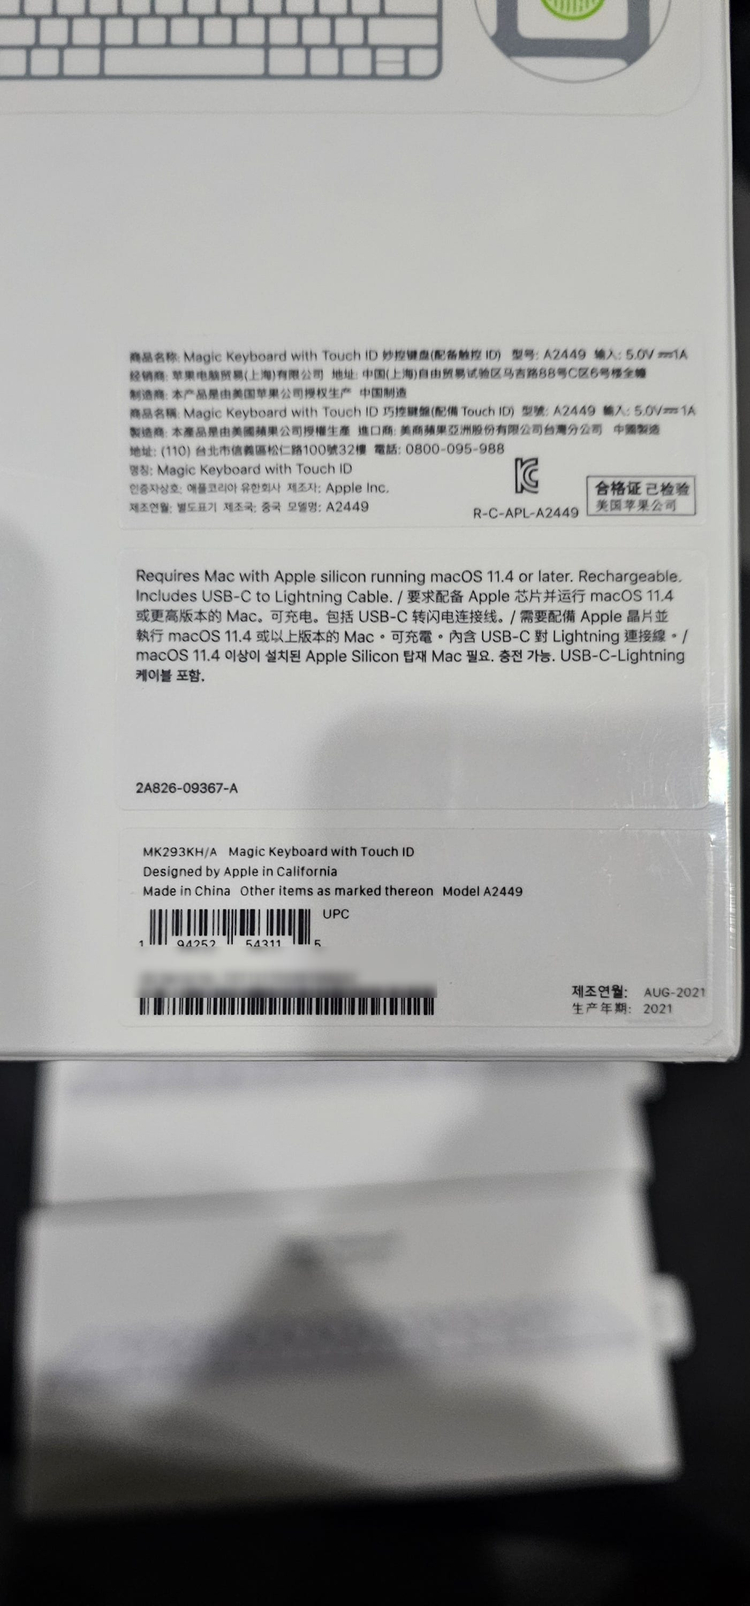 商品名称: Magic Keyboard with Touch ID 妙控键盘(配备触控 ID) 型号: A2449 输入: 5.0V ⎓1A
经销商: 苹果电脑贸易(上海)有限公司 地址: 中国(上海)自由贸易试验区马吉路88号C区6号楼全幢
制造商: 本产品是由美国苹果公司授权生产 中国制造
商品名稱: Magic Keyboard with Touch ID 巧控鍵盤(配備 Touch ID) 型號: A2449 輸入: 5.0V⎓1A
製造商: 本產品是由美國蘋果公司授權生產 進口商: 美商蘋果亞洲股份有限公司台灣分公司 中國製造
地址: (110) 台北市信義區松仁路100號32樓 電話: 0800-095-988
명칭: Magic Keyboard with Touch ID
인증자상호: 애플코리아 유한회사 제조자: Apple Inc.
제조연월: 별도표기 제조국: 중국 모델명: A2449
R-C-APL-A2449
合格证 已检验
美国苹果公司
Requires Mac with Apple silicon running macOS 11.4 or later. Rechargeable.
Includes USB-C to Lightning Cable. / 要求配备 Apple 芯片并运行 macOS 11.4
或更高版本的 Mac。可充电。包括 USB-C 转闪电连接线。/ 需要配備 Apple 晶片並
執行 macOS 11.4 或以上版本的 Mac。可充電。內含 USB-C 對 Lightning 連接線。/
macOS 11.4 이상이 설치된 Apple Silicon 탑재 Mac 필요. 충전 가능. USB-C-Lightning
케이블 포함.
2A826-09367-A
MK293KH/A Magic Keyboard with Touch ID
Designed by Apple in California
Made in China Other items as marked thereon Model A2449
UPC
1 94252 54311 5
제조연월: AUG-2021
生产年期: 2021